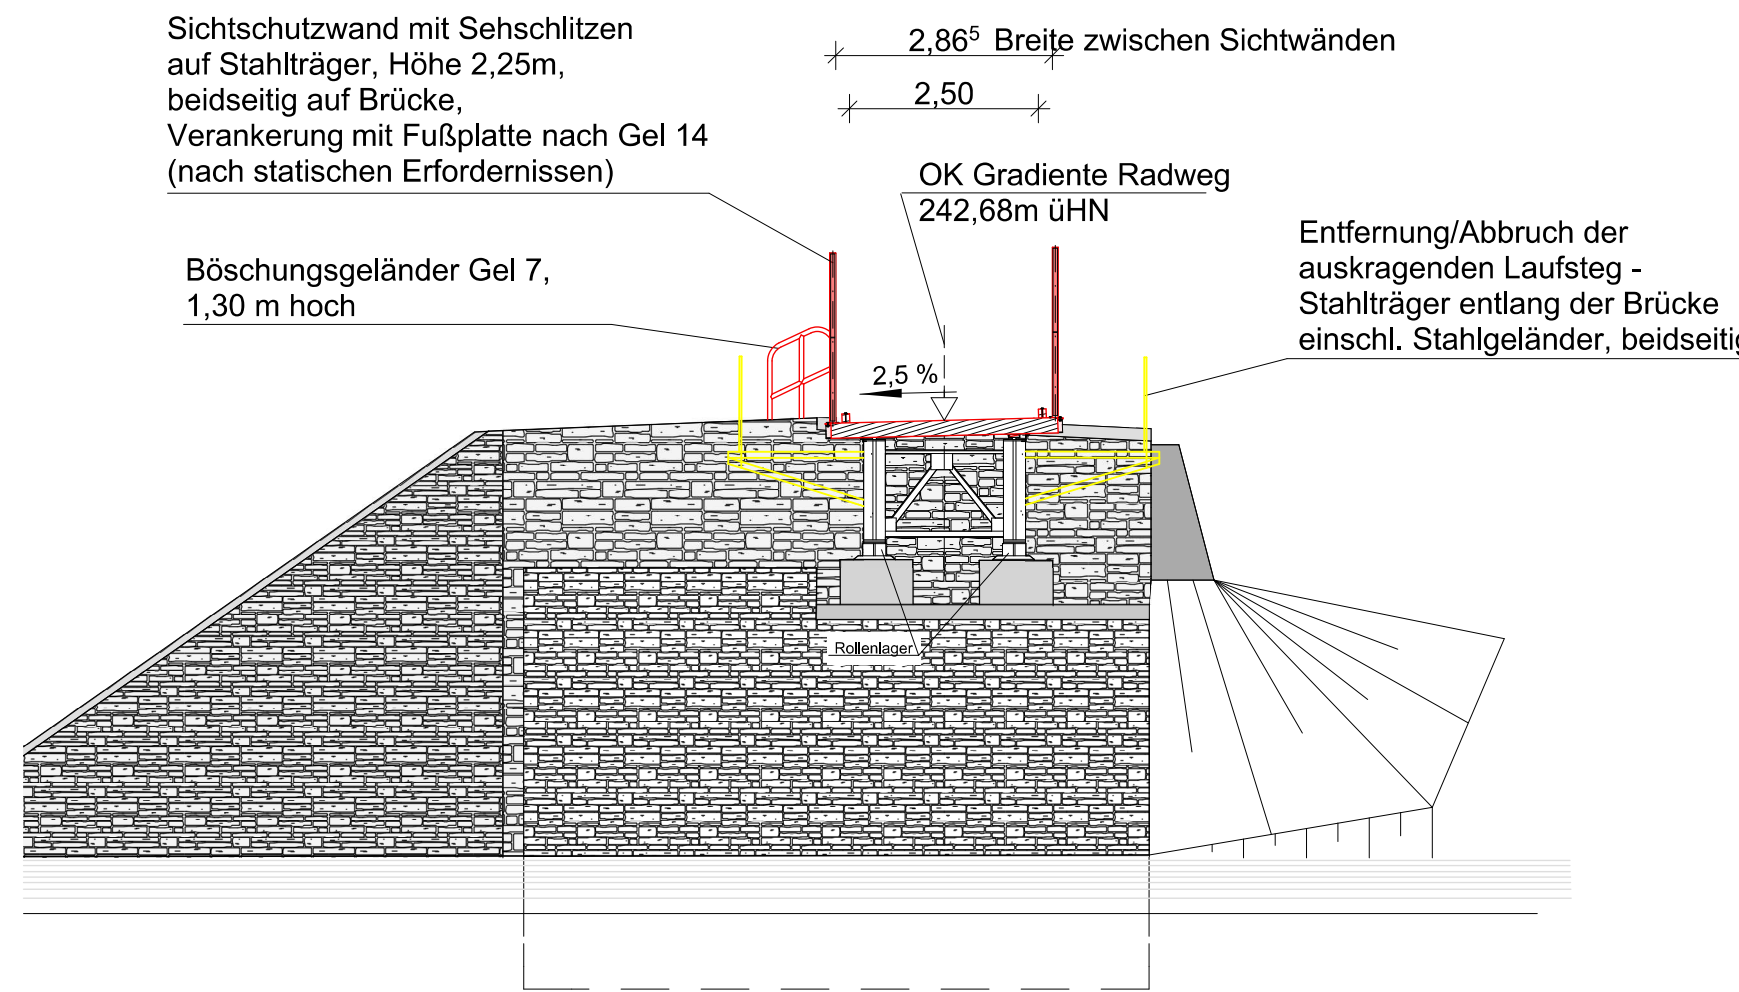 Sichtschutzwand mit Sehschlitzen
auf Stahlträger, Höhe 2,25m,
beidseitig auf Brücke,
Verankerung mit Fußplatte nach Gel 14
(nach statischen Erfordernissen)
2,86⁵ Breite zwischen Sichtwänden
2,50
OK Gradiente Radweg
242,68m üHN
Entfernung/Abbruch der
auskragenden Laufsteg -
Stahlträger entlang der Brücke
einschl. Stahlgeländer, beidseitig
Böschungsgeländer Gel 7,
1,30 m hoch
2,5 %
Rollenlager